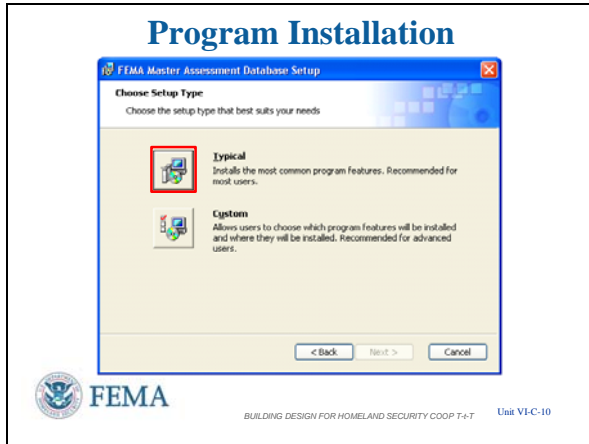 Program Installation
FEMA Master Assessment Database Setup
Choose Setup Type
Choose the setup type that best suits your needs
Typical
Installs the most common program features. Recommended for
most users.
Custom
Allows users to choose which program features will be installed
and where they will be installed. Recommended for advanced
users.
< Back Next > Cancel
FEMA
BUILDING DESIGN FOR HOMELAND SECURITY COOP T-t-T Unit VI-C-10